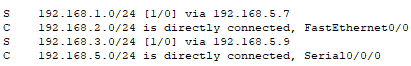 S 192.168.1.0/24 [1/0] via 192.168.5.7
C 192.168.2.0/24 is directly connected, FastEthernet0/0
S 192.168.3.0/24 [1/0] via 192.168.5.9
C 192.168.5.0/24 is directly connected, Serial0/0/0